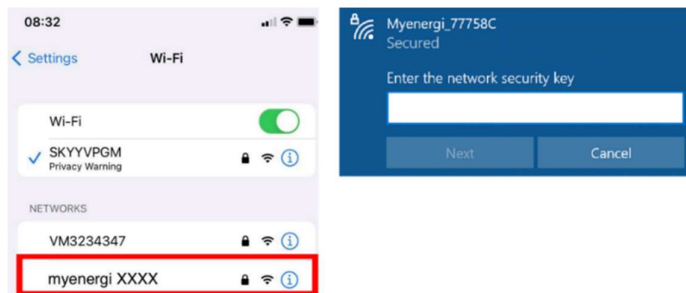 08:32
Settings
Wi-Fi
Wi-Fi
SKYYVPGM
Privacy Warning
NETWORKS
VM3234347
myenergi XXXX
Myenergi_77758C
Secured
Enter the network security key
Next
Cancel